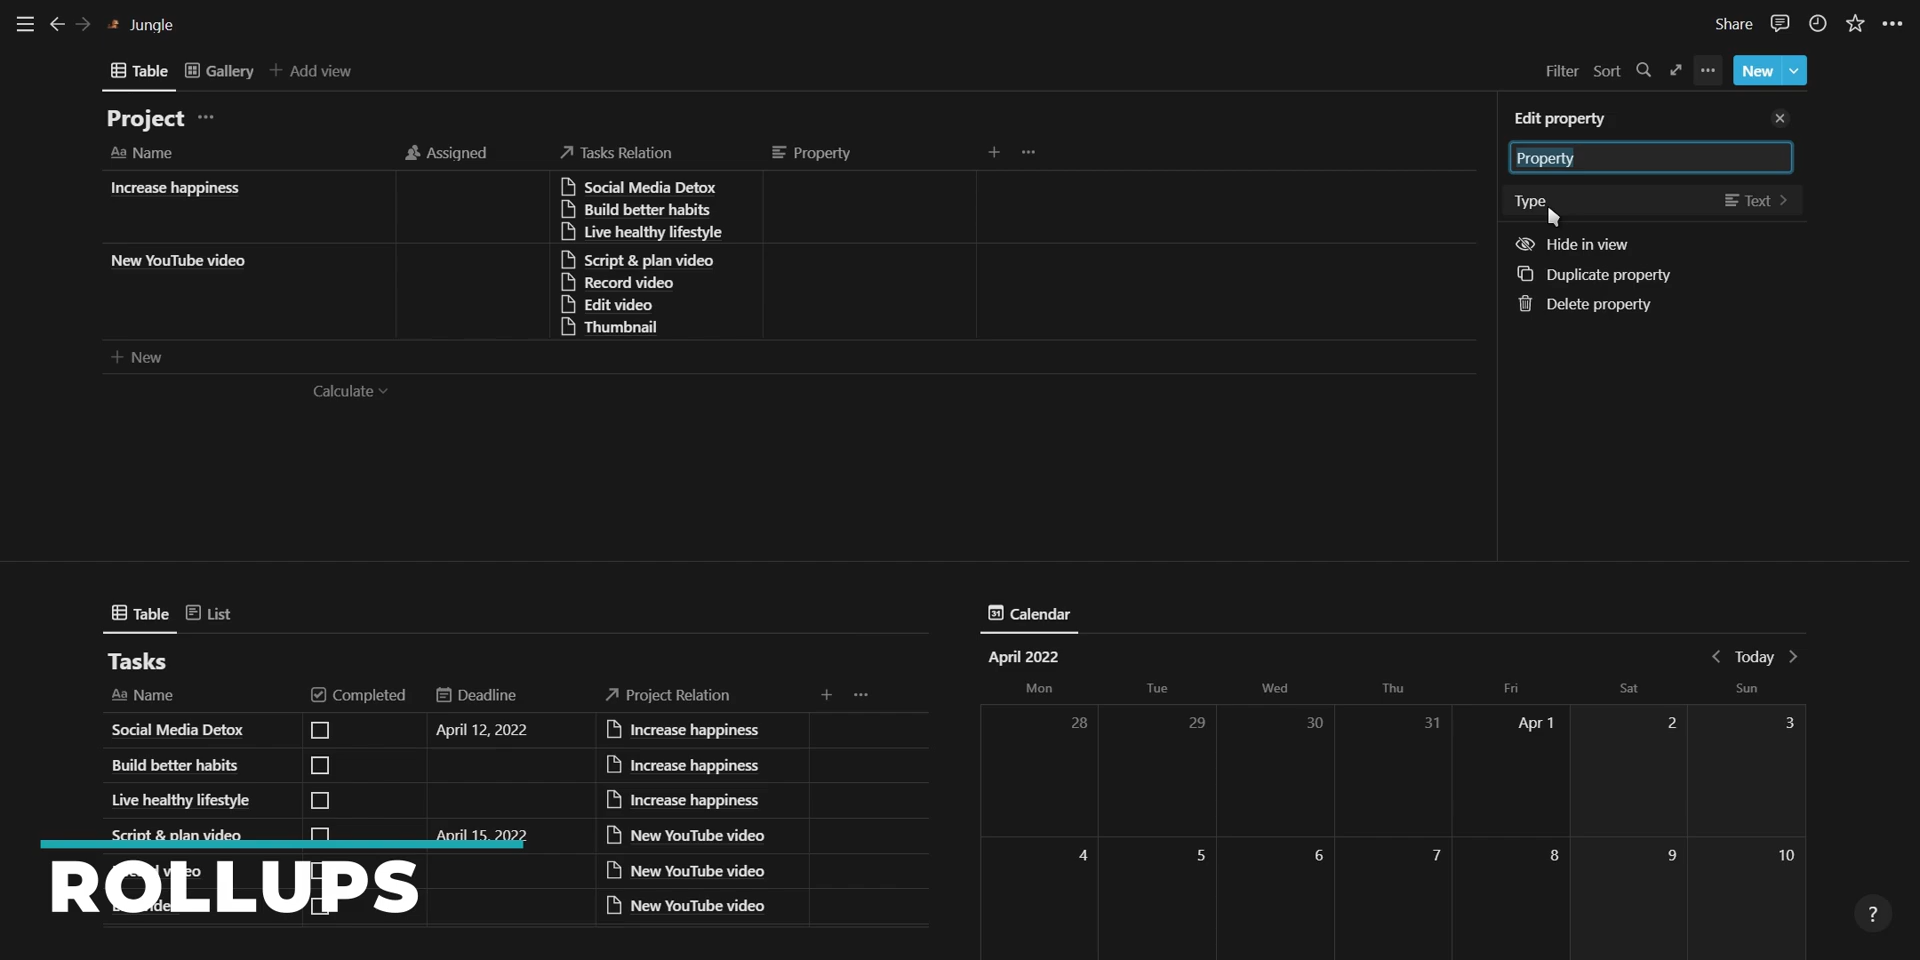 Jungle
Share
Table Gallery + Add view
Filter Sort New
Project
Aa Name Assigned Tasks Relation Property
Increase happiness
Social Media Detox
Build better habits
Live healthy lifestyle
New YouTube video
Script & plan video
Record video
Edit video
Thumbnail
+ New
Calculate
Edit property
Property
Type Text
Hide in view
Duplicate property
Delete property
Table List
Tasks
Aa Name Completed Deadline Project Relation
Social Media Detox April 12, 2022 Increase happiness
Build better habits Increase happiness
Live healthy lifestyle Increase happiness
Script & plan video April 15, 2022 New YouTube video
New YouTube video
New YouTube video
ROLLUPS
31 Calendar
April 2022 Today
Mon Tue Wed Thu Fri Sat Sun
28 29 30 31 Apr 1 2 3
4 5 6 7 8 9 10
?